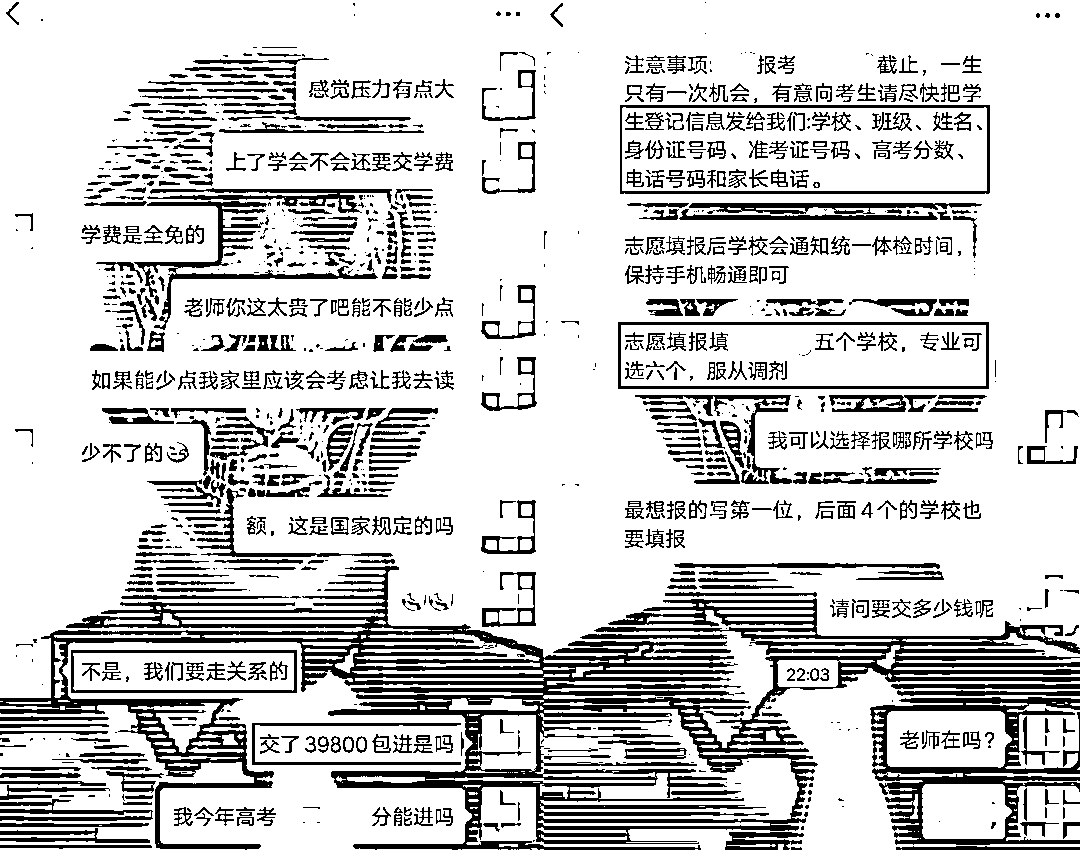 感觉压力有点大
上了学会不会还要交学费
学费是全免的
老师你这太贵了吧能不能少点
如果能少点我家里应该会考虑让我去读
少不了的
额，这是国家规定的吗
不是，我们要走关系的
交了39800包进是吗
我今年高考 分能进吗
注意事项: 报考 截止，一生
只有一次机会，有意向考生请尽快把学
生登记信息发给我们:学校、班级、姓名、
身份证号码、准考证号码、高考分数、
电话号码和家长电话。
志愿填报后学校会通知统一体检时间，
保持手机畅通即可
志愿填报填 五个学校，专业可
选六个，服从调剂
我可以选择报哪所学校吗
最想报的写第一位，后面4个的学校也
要填报
请问要交多少钱呢
22:03
老师在吗?